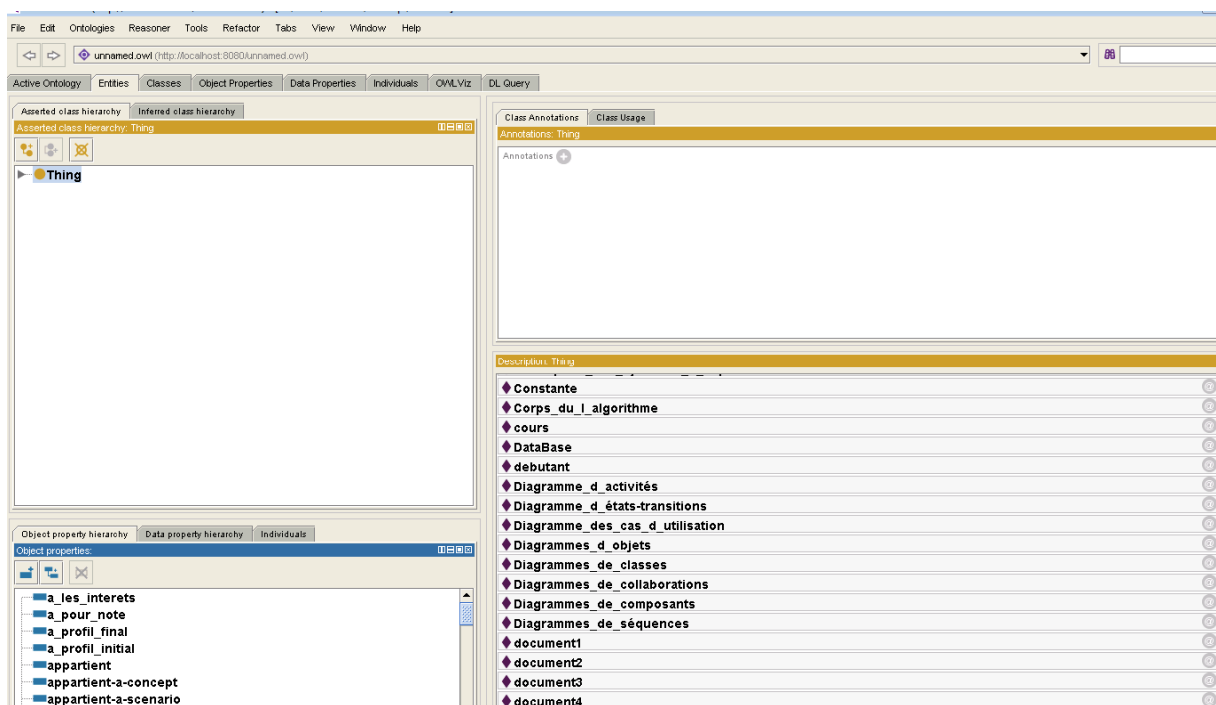 File Edit Ontologies Reasoner Tools Refactor Tabs View Window Help
unnamed.owl (http://localhost:8080/unnamed.owl)
Active Ontology Entities Classes Object Properties Data Properties Individuals OWLViz DL Query
Asserted class hierarchy Inferred class hierarchy
Asserted class hierarchy: Thing
Thing
Class Annotations Class Usage
Annotations: Thing
Annotations
Description: Thing
Constante
Corps_du_l_algorithme
cours
DataBase
debutant
Diagramme_d_activités
Diagramme_d_états-transitions
Diagramme_des_cas_d_utilisation
Diagrammes_d_objets
Diagrammes_de_classes
Diagrammes_de_collaborations
Diagrammes_de_composants
Diagrammes_de_séquences
document1
document2
document3
document4
Object property hierarchy Data property hierarchy Individuals
Object properties:
a_les_interets
a_pour_note
a_profil_final
a_profil_initial
appartient
appartient-a-concept
appartient-a-scenario